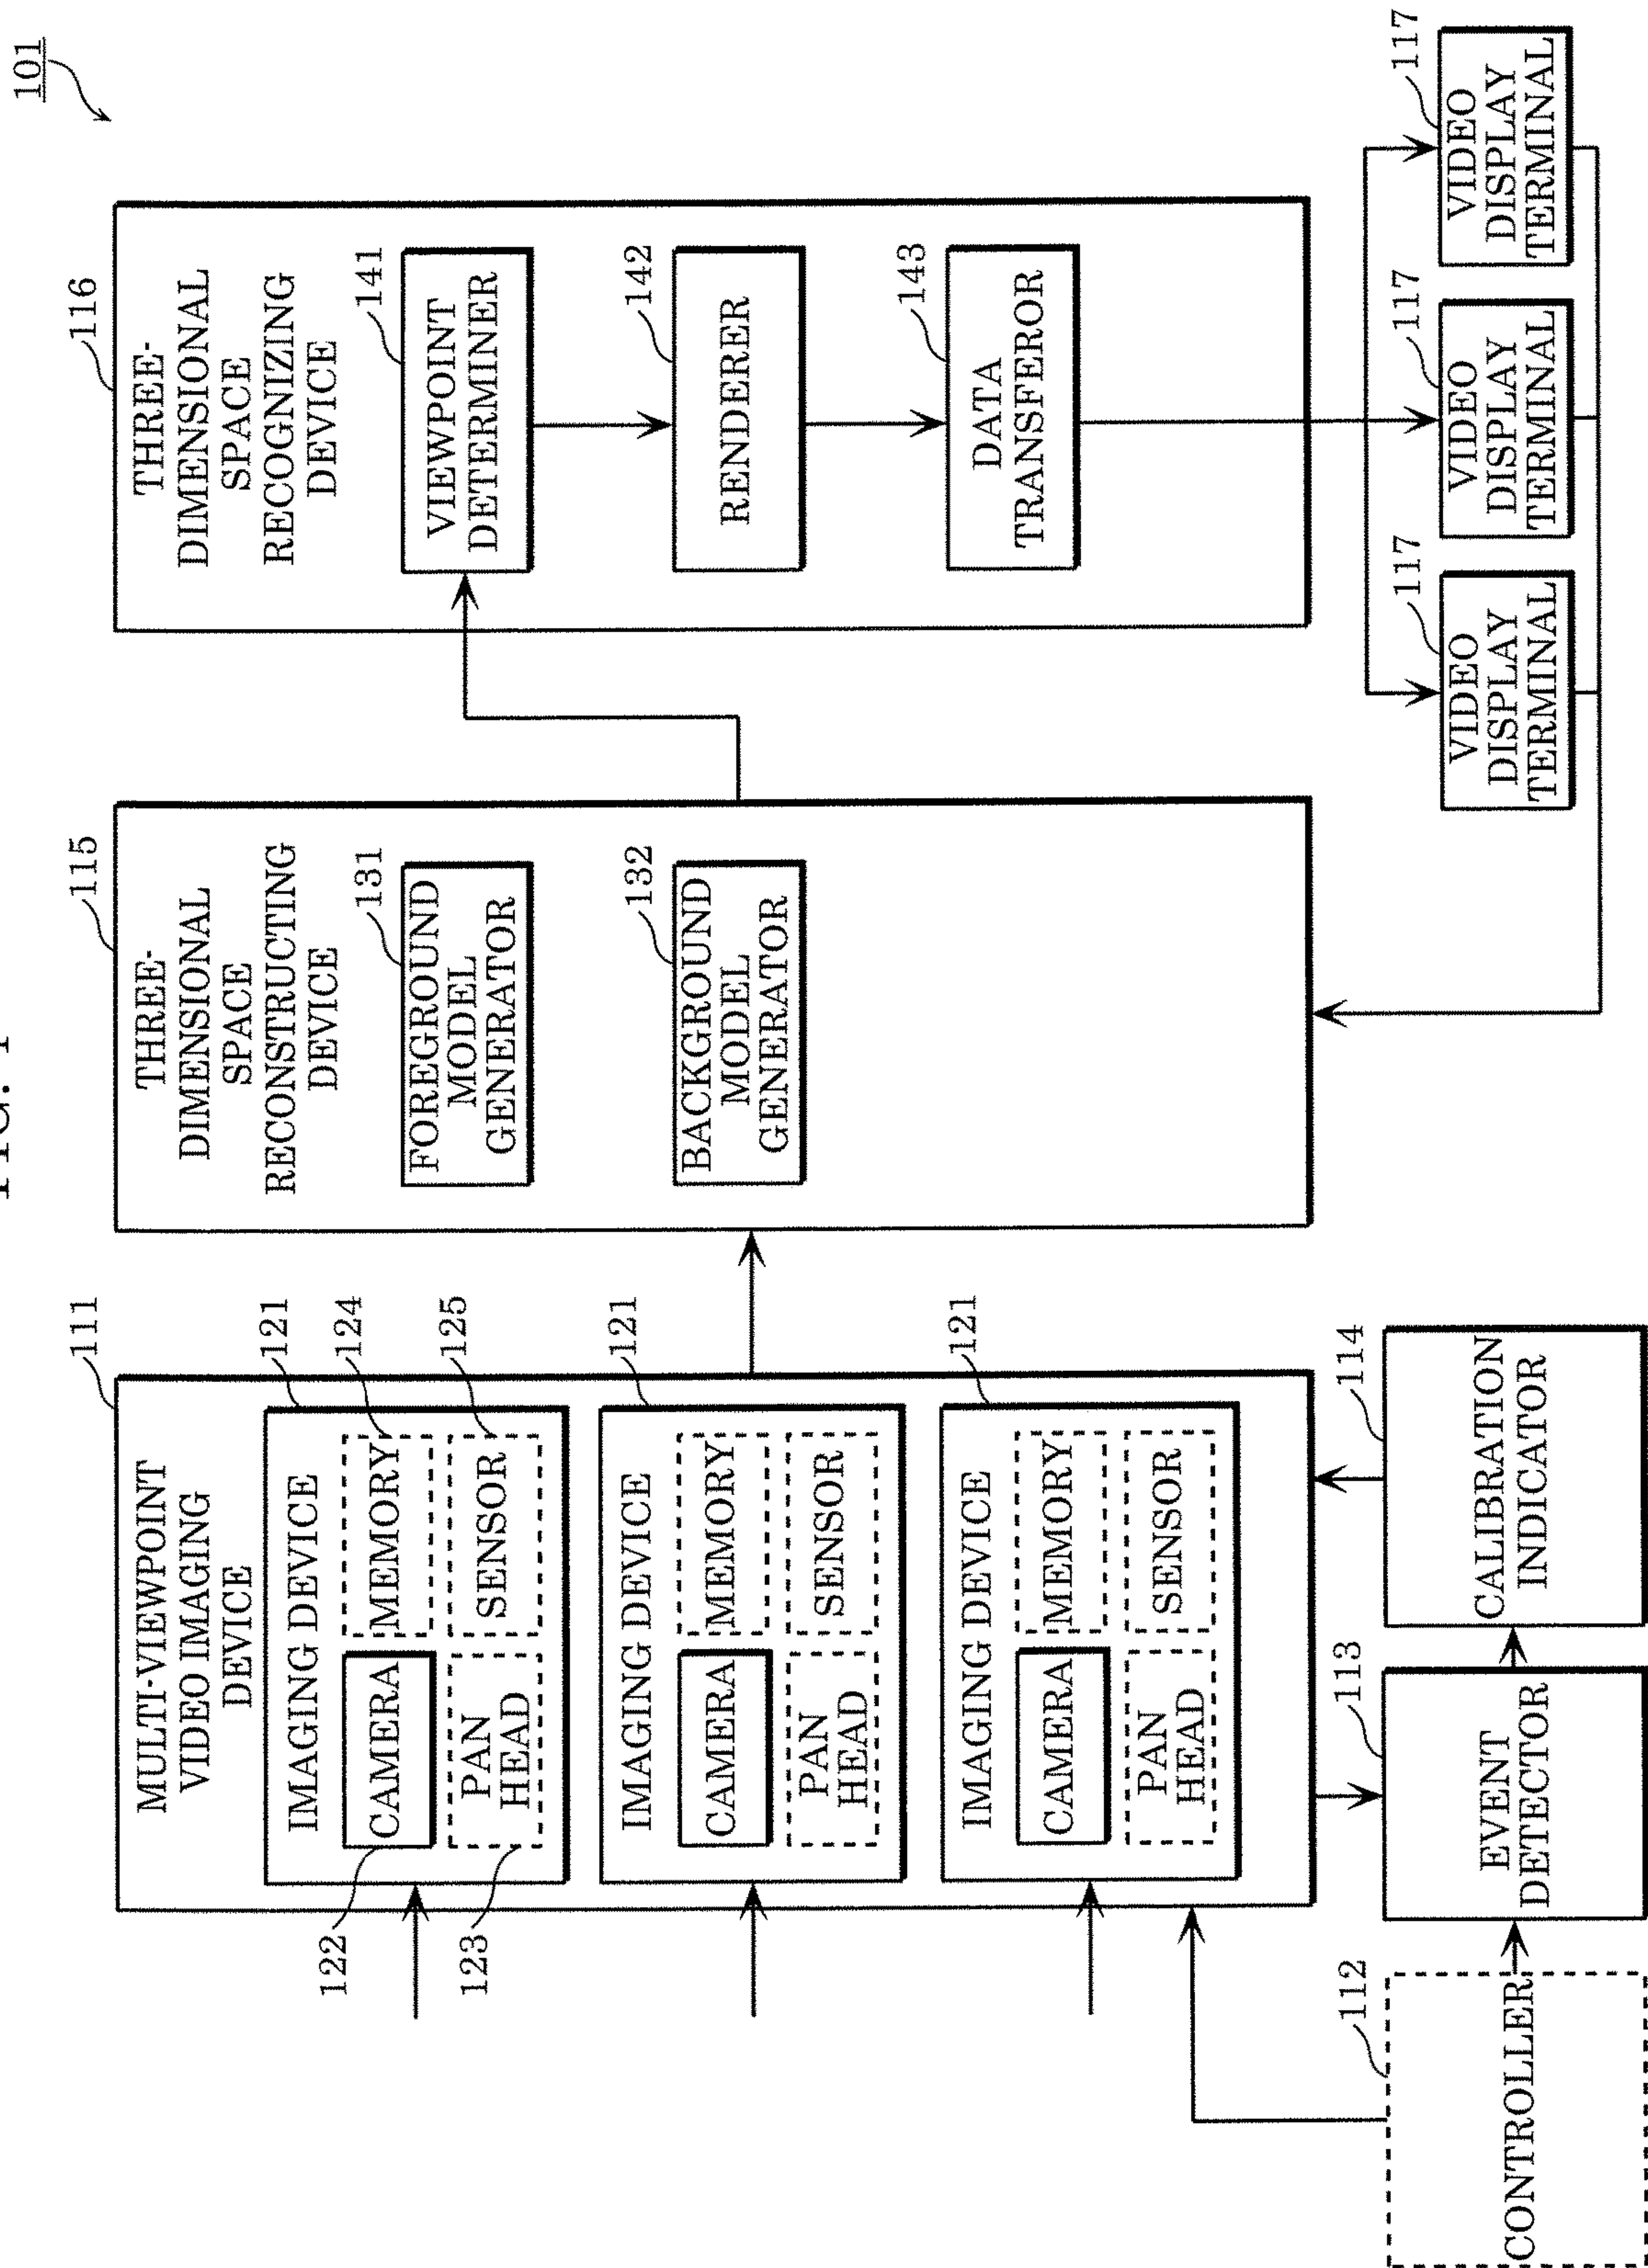 FIG. 1
101
111
MULTI-VIEWPOINT
VIDEO IMAGING
DEVICE
121
IMAGING DEVICE
122
CAMERA
MEMORY
124
123
PAN
HEAD
SENSOR
125
121
IMAGING DEVICE
CAMERA
MEMORY
PAN
HEAD
SENSOR
121
IMAGING DEVICE
CAMERA
MEMORY
PAN
HEAD
SENSOR
112
CONTROLLER
113
EVENT
DETECTOR
114
CALIBRATION
INDICATOR
115
THREE-
DIMENSIONAL
SPACE
RECONSTRUCTING
DEVICE
131
FOREGROUND
MODEL
GENERATOR
132
BACKGROUND
MODEL
GENERATOR
116
THREE-
DIMENSIONAL
SPACE
RECOGNIZING
DEVICE
141
VIEWPOINT
DETERMINER
142
RENDERER
143
DATA
TRANSFEROR
117
VIDEO
DISPLAY
TERMINAL
117
VIDEO
DISPLAY
TERMINAL
117
VIDEO
DISPLAY
TERMINAL